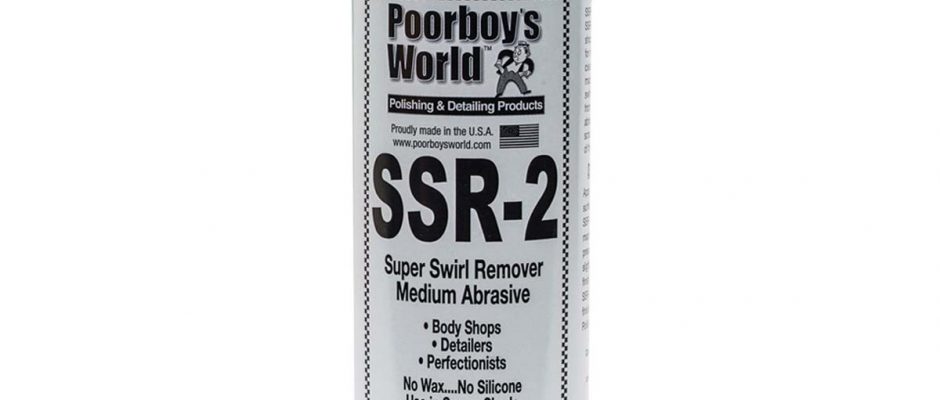 Poorboy's
World™
Polishing & Detailing Products
Proudly made in the U.S.A.
www.poorboysworld.com
SSR-2
Super Swirl Remover
Medium Abrasive
• Body Shops
• Detailers
• Perfectionists
No Wax....No Silicone